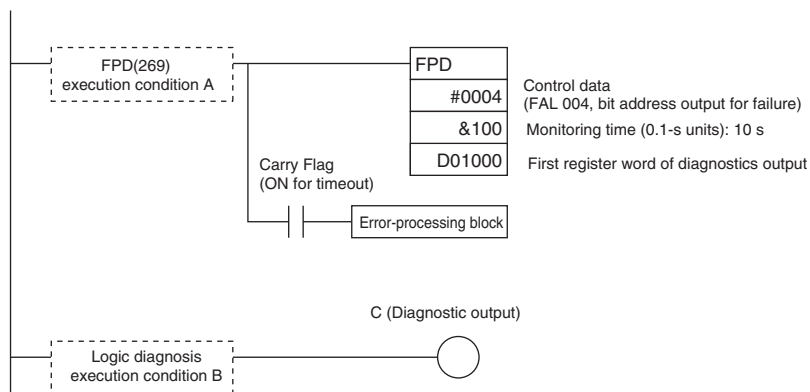 FPD(269)
execution condition A
FPD
#0004
Control data
(FAL 004, bit address output for failure)
&100
Monitoring time (0.1-s units): 10 s
D01000
First register word of diagnostics output
Carry Flag
(ON for timeout)
Error-processing block
C (Diagnostic output)
Logic diagnosis
execution condition B